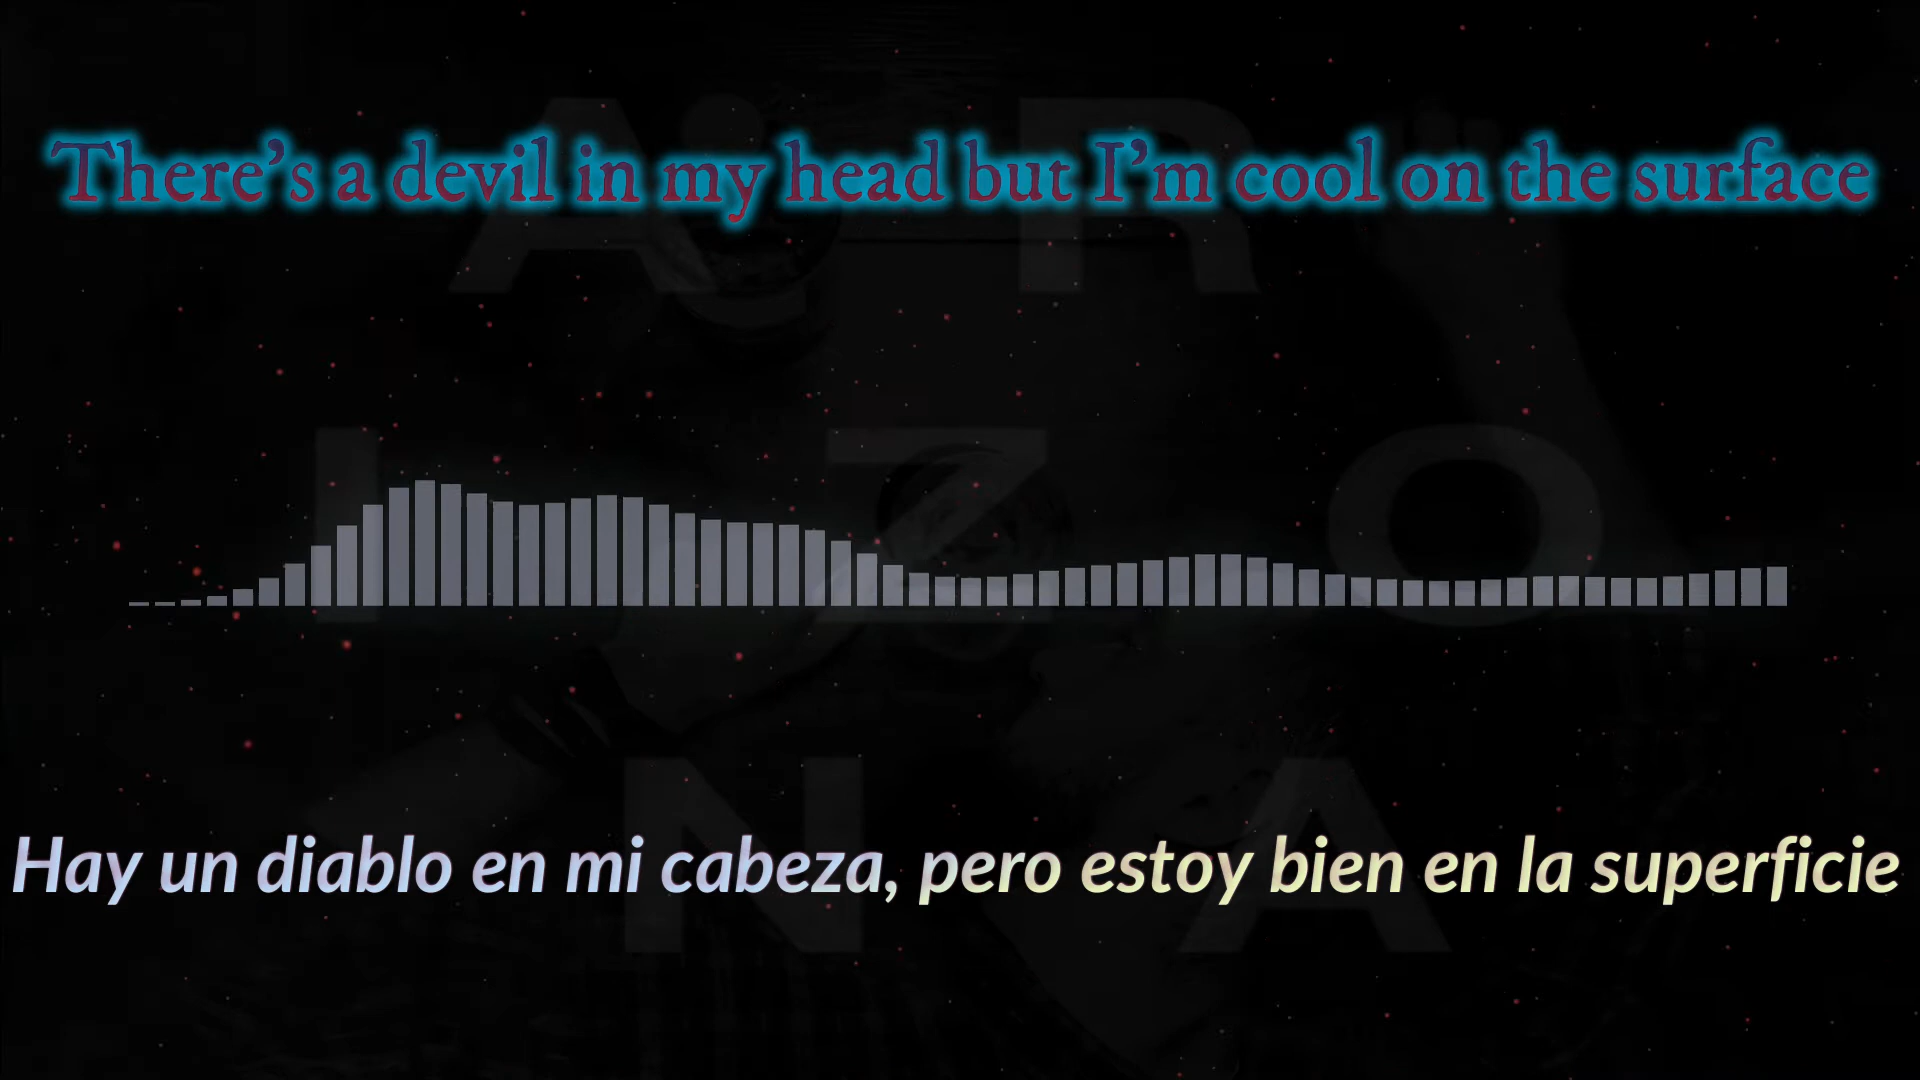 There’s a devil in my head but I’m cool on the surface
A R
I Z O
N A
Hay un diablo en mi cabeza, pero estoy bien en la superficie